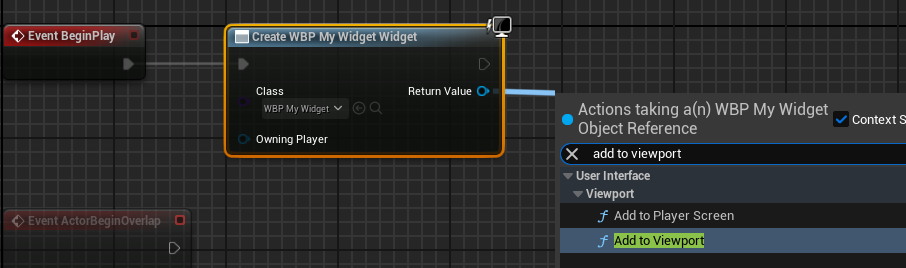 Event BeginPlay
Create WBP My Widget Widget
Class
Return Value
WBP My Widget
Owning Player
Actions taking a(n) WBP My Widget
Object Reference
Context S
add to viewport
User Interface
Viewport
Add to Player Screen
Add to Viewport
Event ActorBeginOverlap